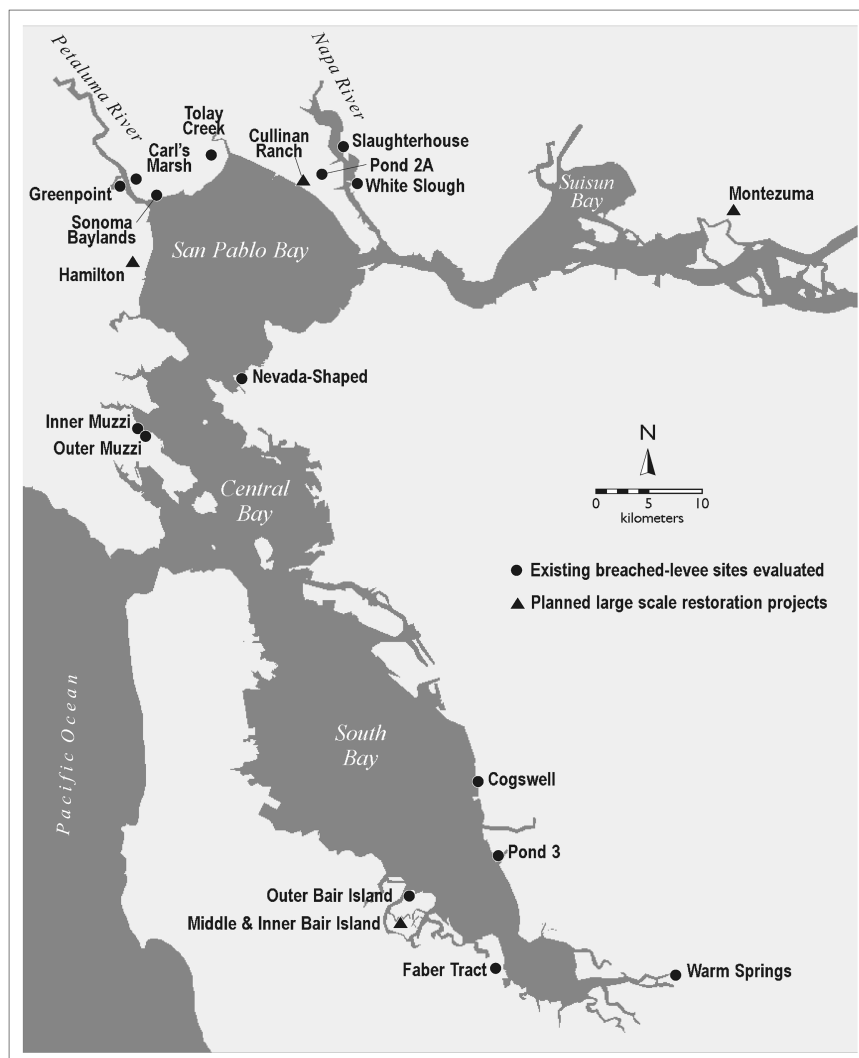 Petaluma River
Napa River
Tolay
Creek
Cullinan
Ranch
Slaughterhouse
Carl's
Marsh
Pond 2A
Greenpoint
White Slough
Suisun
Bay
Montezuma
Sonoma
Baylands
San Pablo Bay
Hamilton
Nevada-Shaped
Inner Muzzi
Outer Muzzi
N
Central
Bay
0 5 10
kilometers
Existing breached-levee sites evaluated
Planned large scale restoration projects
Pacific Ocean
South
Bay
Cogswell
Pond 3
Outer Bair Island
Middle & Inner Bair Island
Faber Tract
Warm Springs